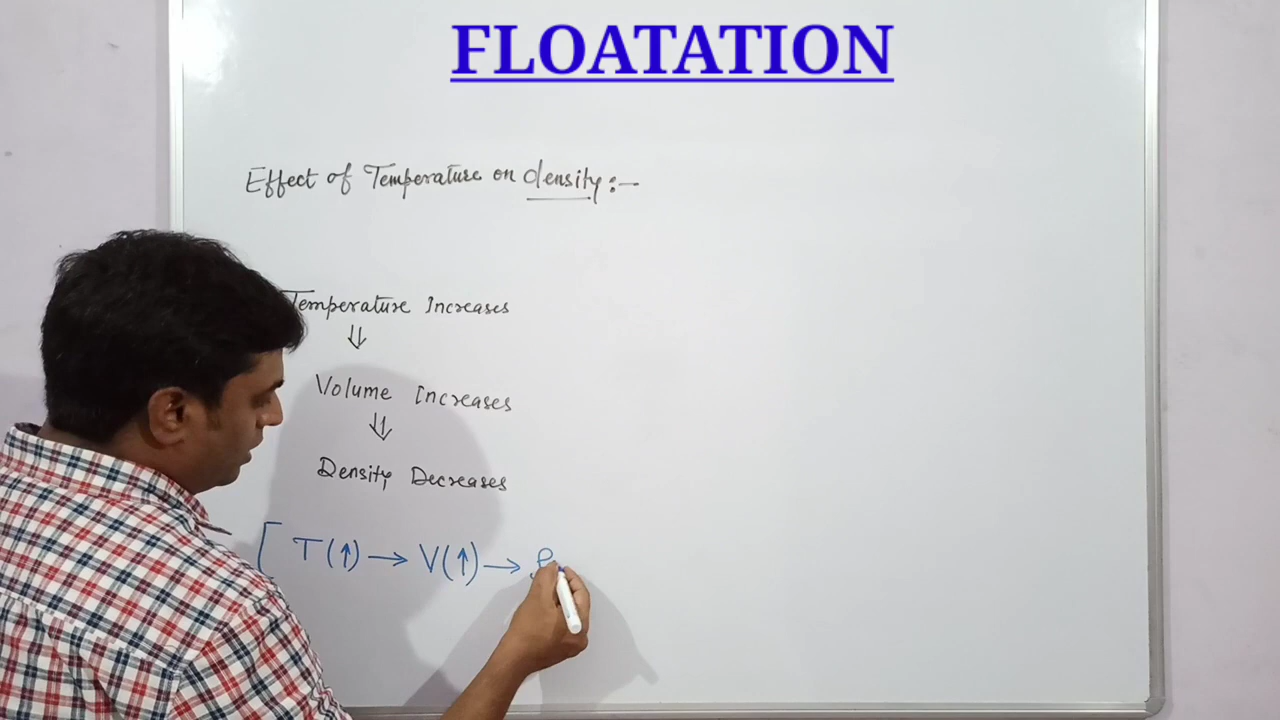 FLOATATION
Effect of Temperature on density :-
Temperature Increases
⇓
Volume Increases
⇓
Density Decreases
[ T(↑) → V(↑) → ρ